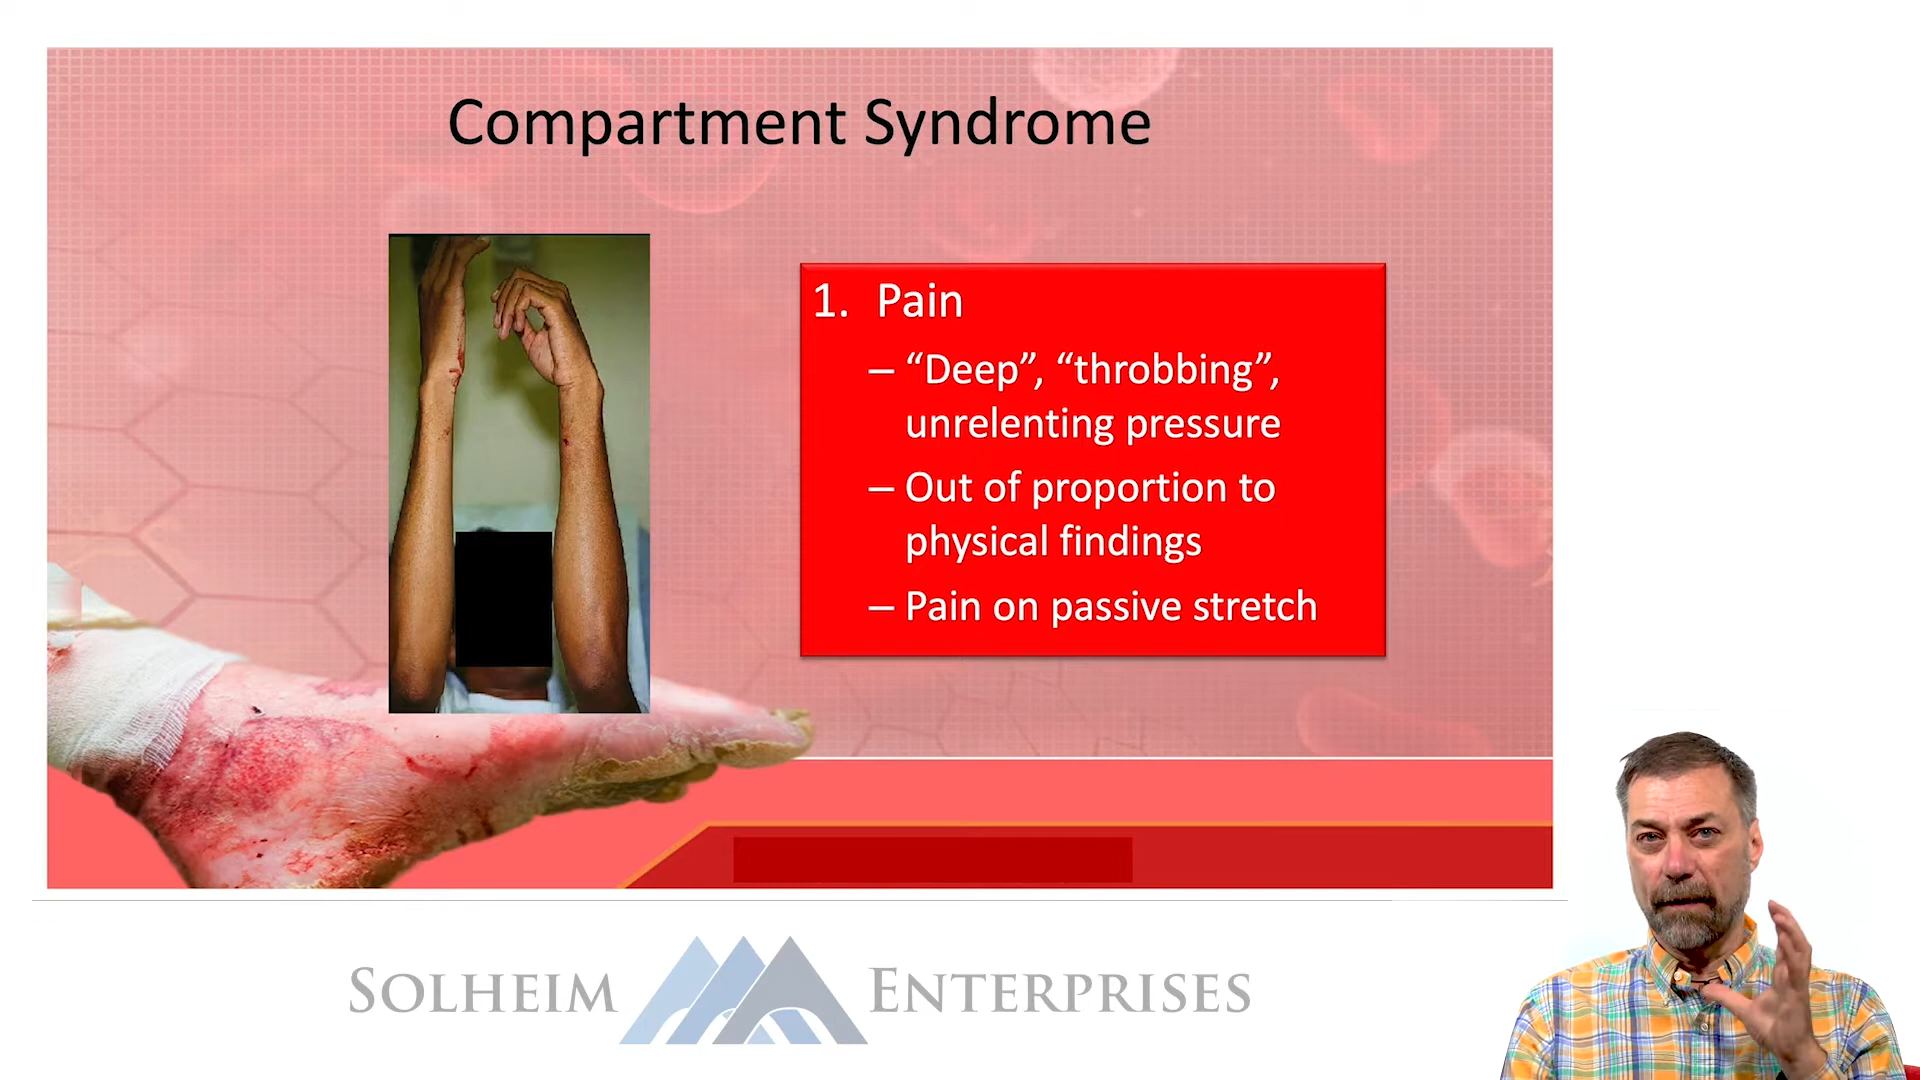 Compartment Syndrome
1. Pain
– “Deep”, “throbbing”,
unrelenting pressure
– Out of proportion to
physical findings
– Pain on passive stretch
SOLHEIM ENTERPRISES